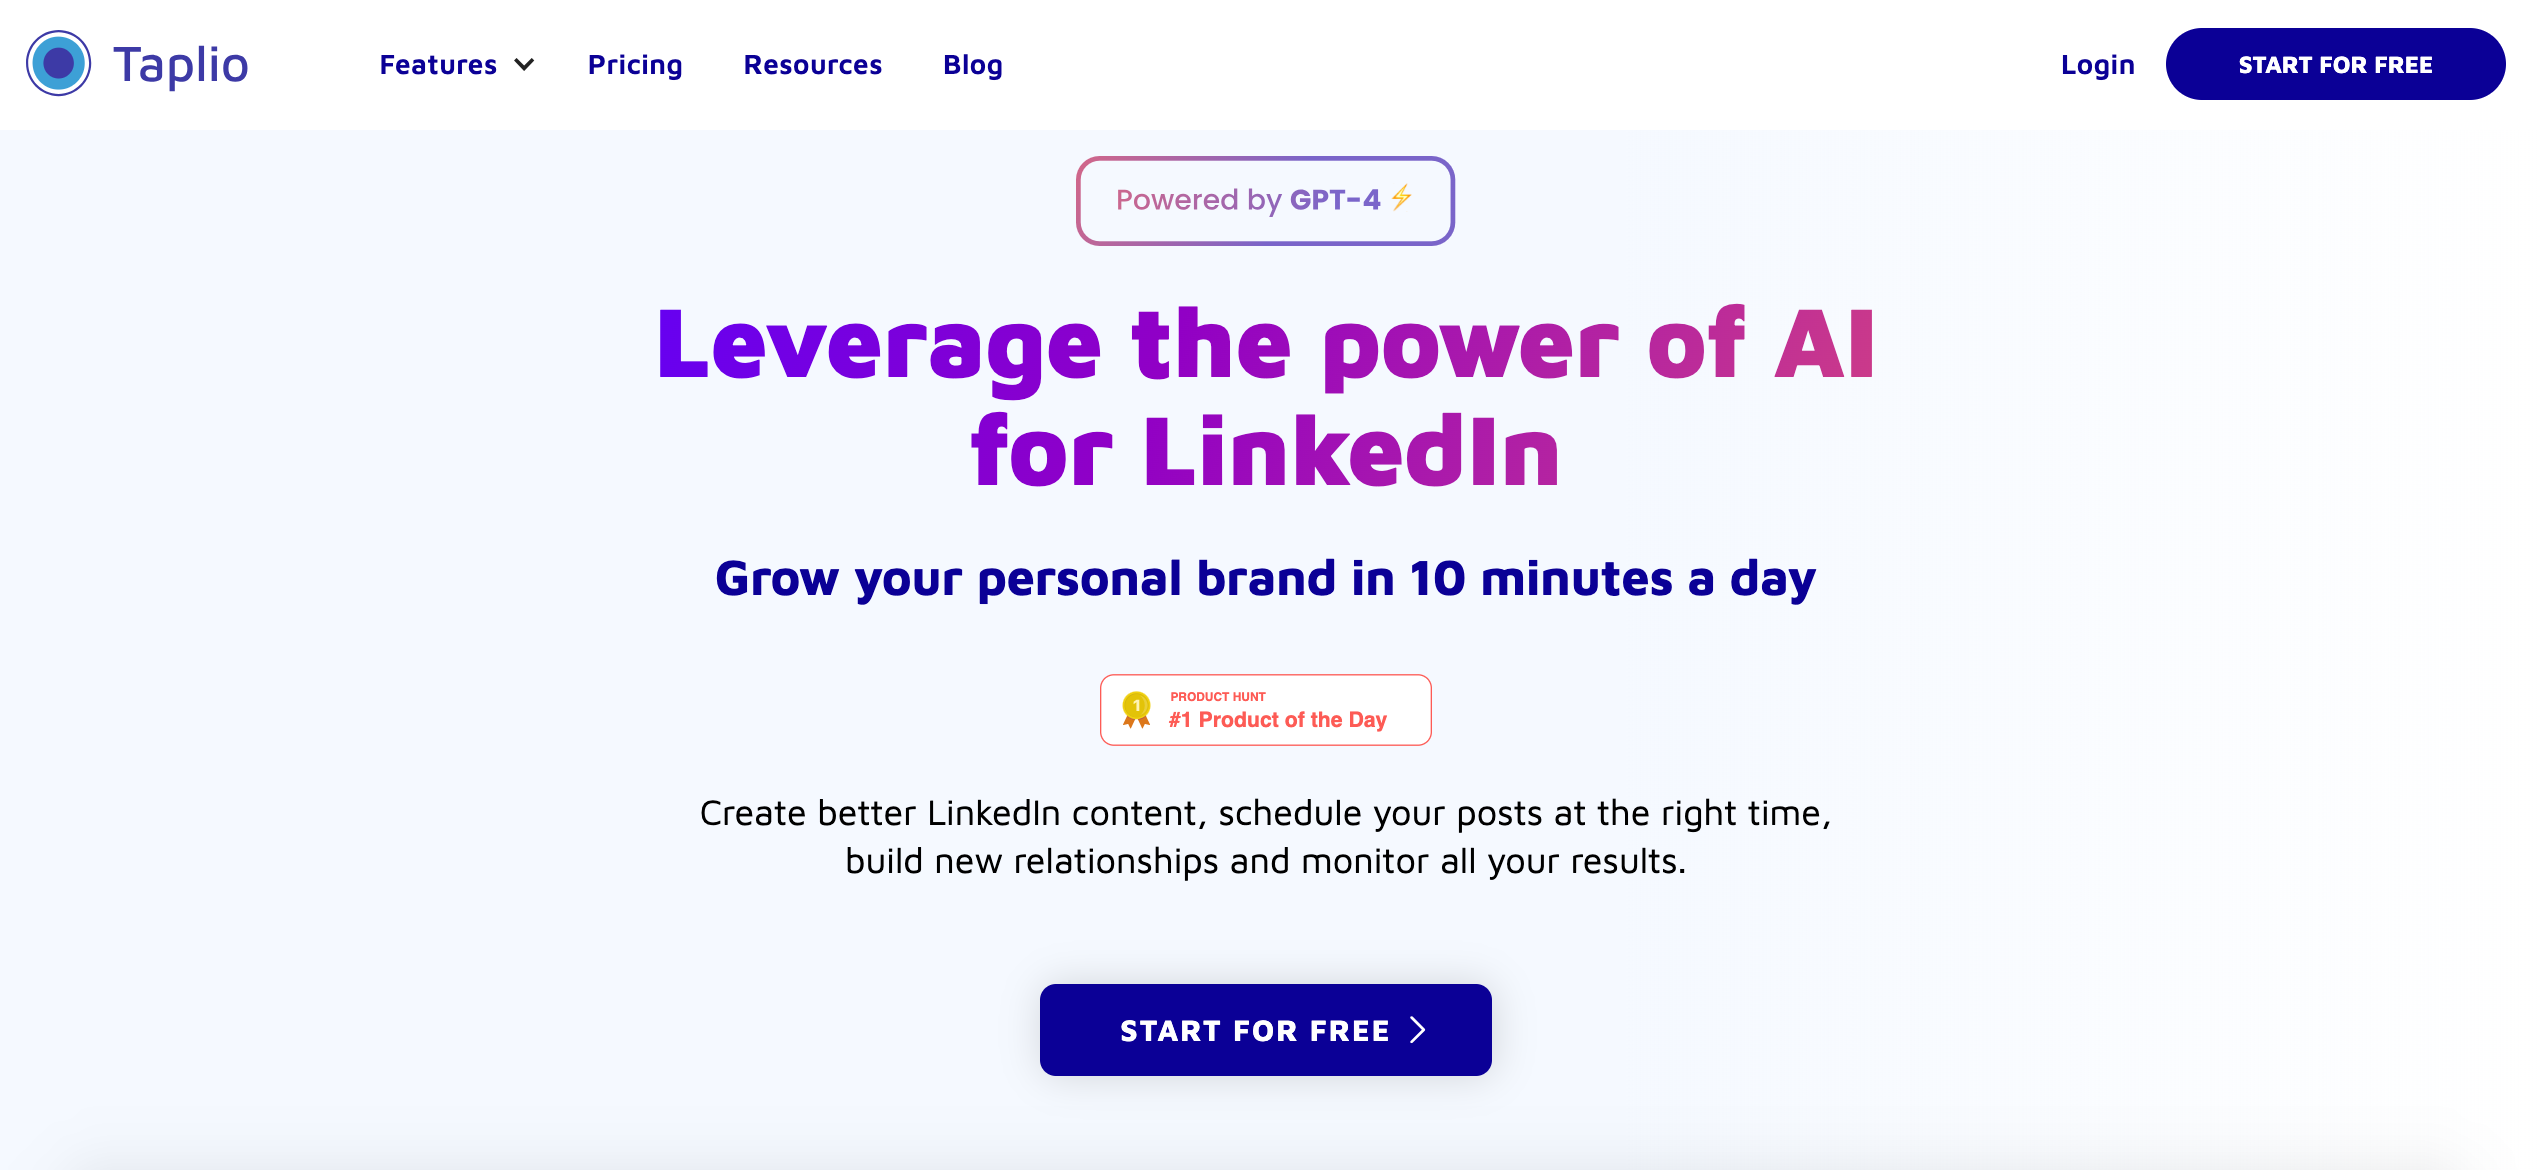 Taplio
Features
Pricing
Resources
Blog
Login
START FOR FREE
Powered by GPT-4 ⚡
Leverage the power of AI
for LinkedIn
Grow your personal brand in 10 minutes a day
1
PRODUCT HUNT
#1 Product of the Day
Create better LinkedIn content, schedule your posts at the right time,
build new relationships and monitor all your results.
START FOR FREE